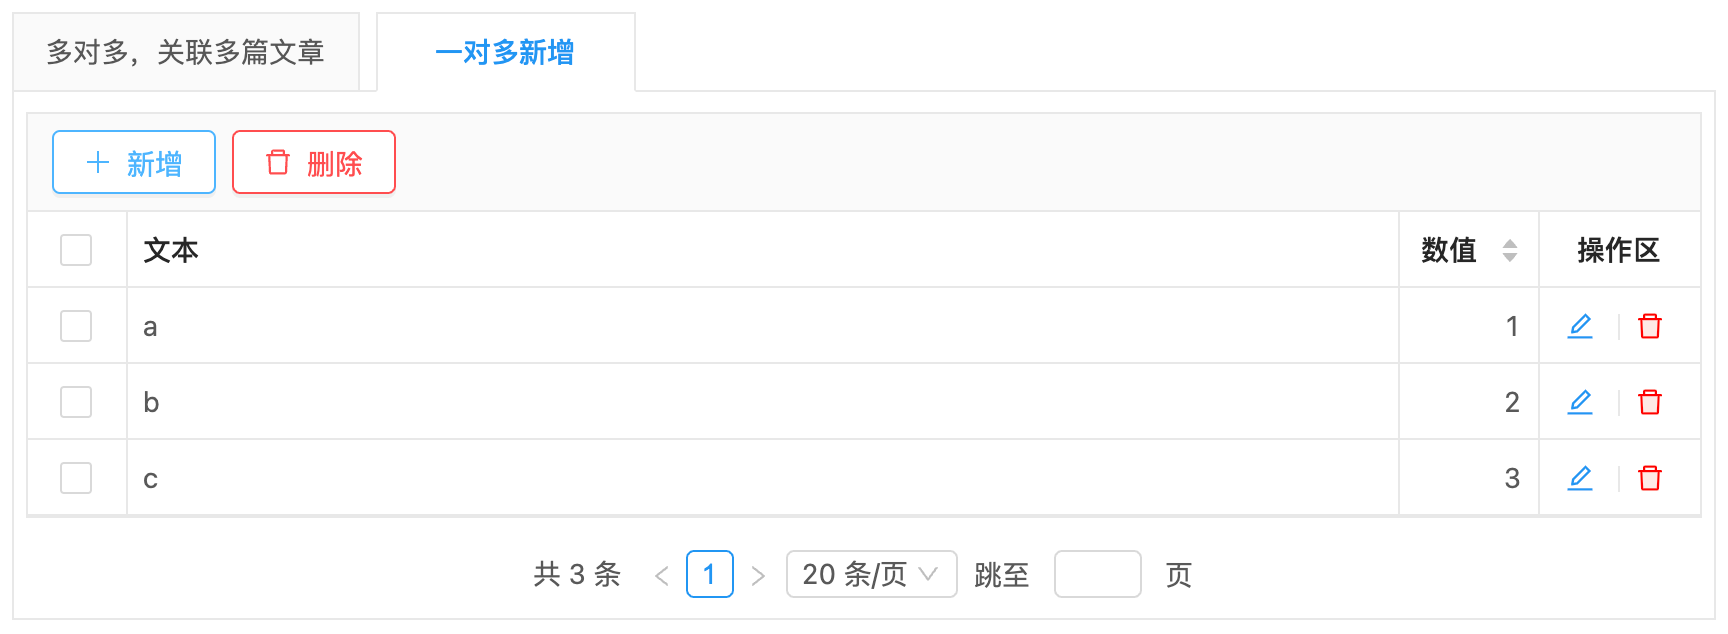 多对多，关联多篇文章 一对多新增
新增 删除
文本 数值 操作区
a 1
b 2
c 3
共 3 条 1 20 条/页 跳至 页